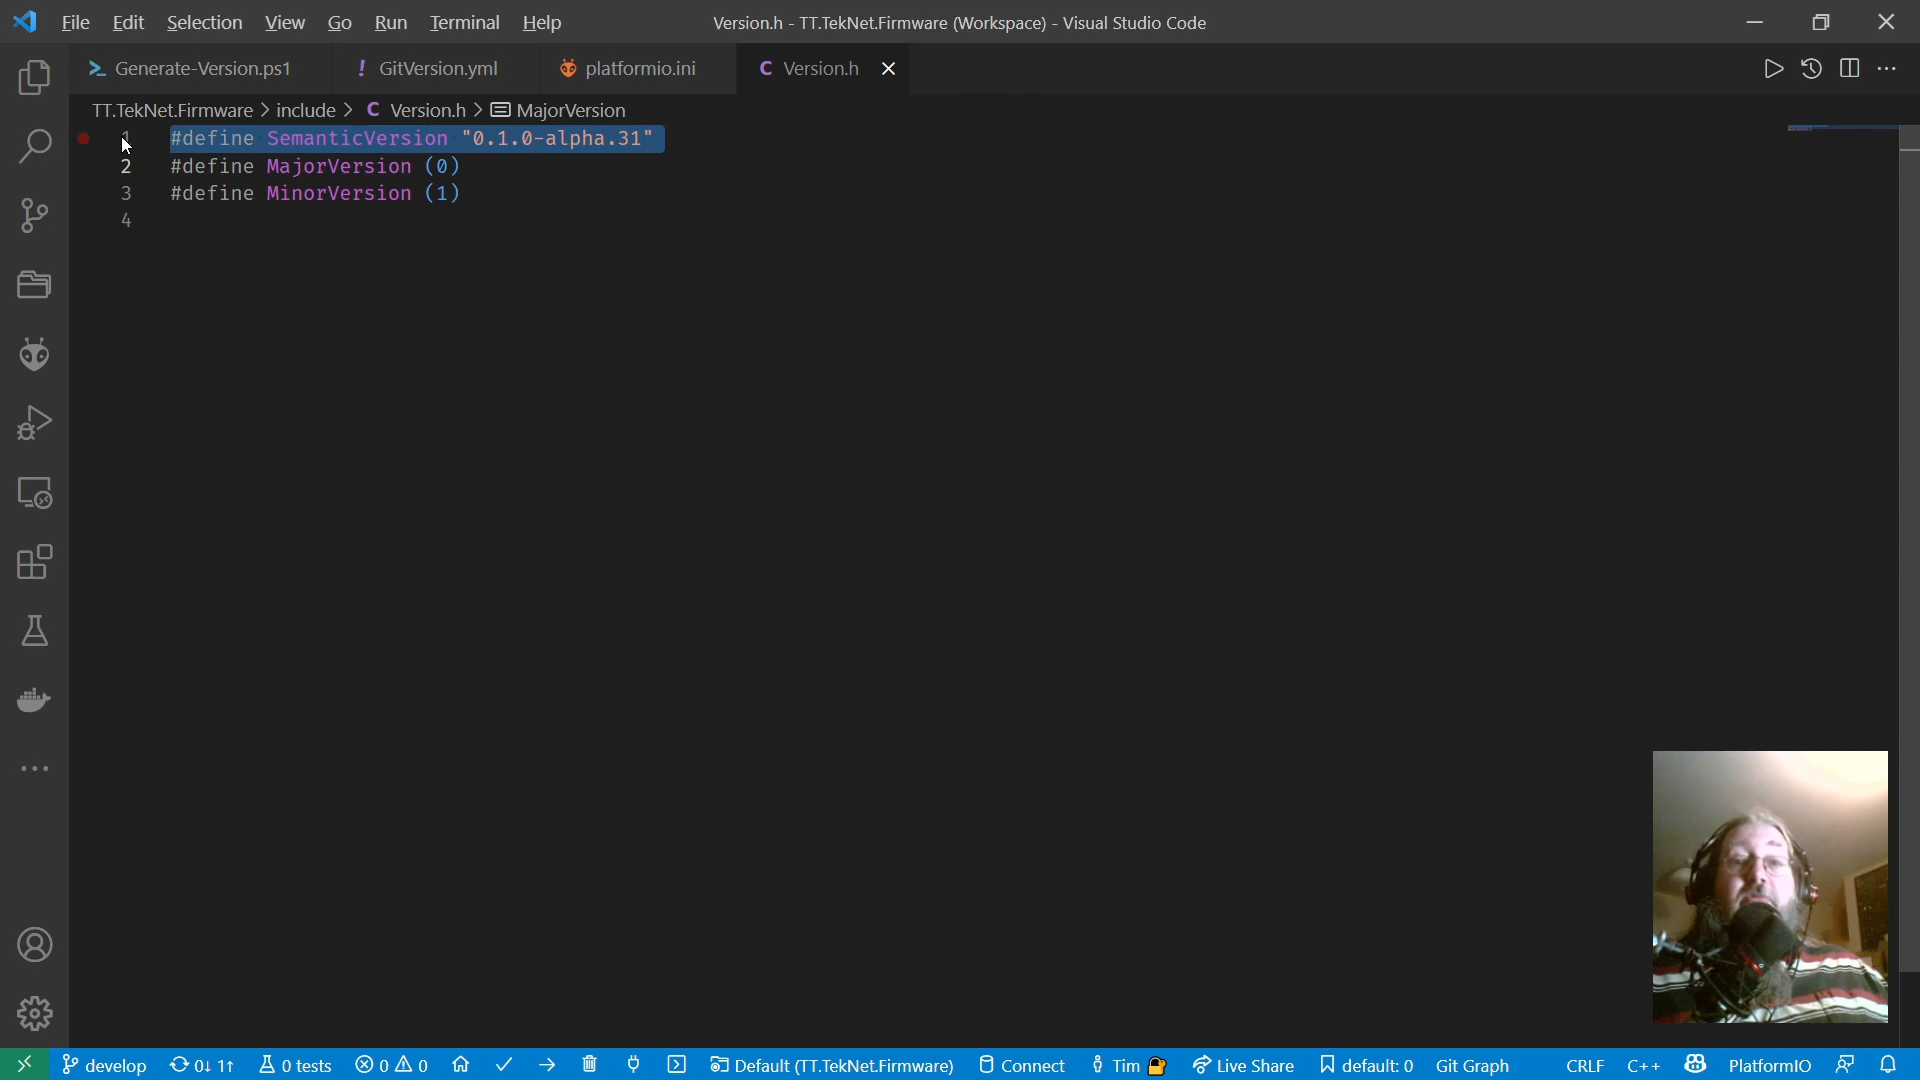 File Edit Selection View Go Run Terminal Help
Version.h - TT.TekNet.Firmware (Workspace) - Visual Studio Code
Generate-Version.ps1
! GitVersion.yml
platformio.ini
C Version.h
TT.TekNet.Firmware > include > C Version.h > MajorVersion
1 #define SemanticVersion "0.1.0-alpha.31"
2 #define MajorVersion (0)
3 #define MinorVersion (1)
4
develop 0↓ 1↑ 0 tests 0 0 Default (TT.TekNet.Firmware) Connect Tim Live Share default: 0 Git Graph CRLF C++ PlatformIO